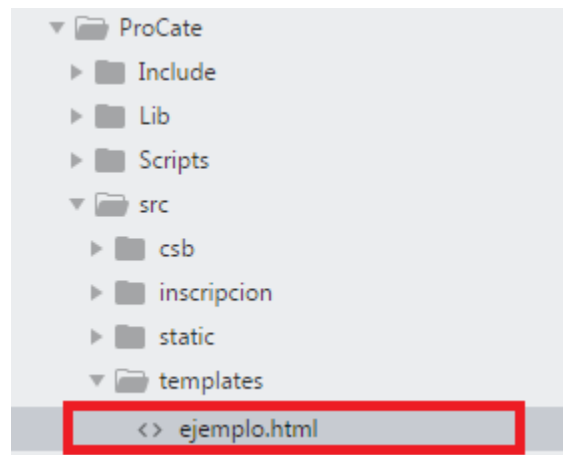 ProCate
Include
Lib
Scripts
src
csb
inscripcion
static
templates
<> ejemplo.html